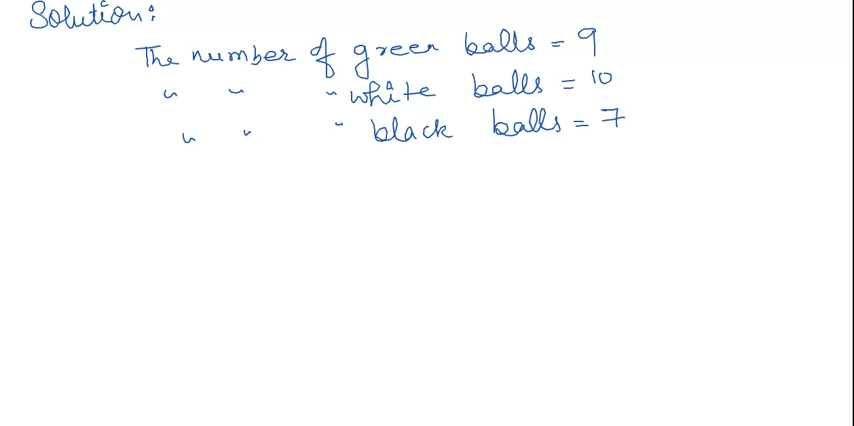 Solution:
The number of green balls = 9
" " " white balls = 10
" " " black balls = 7